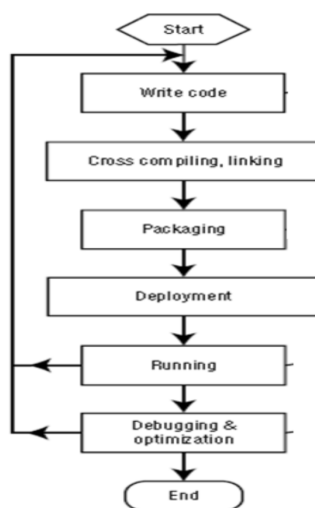 Start
Write code
Cross compiling, linking
Packaging
Deployment
Running
Debugging &
optimization
End